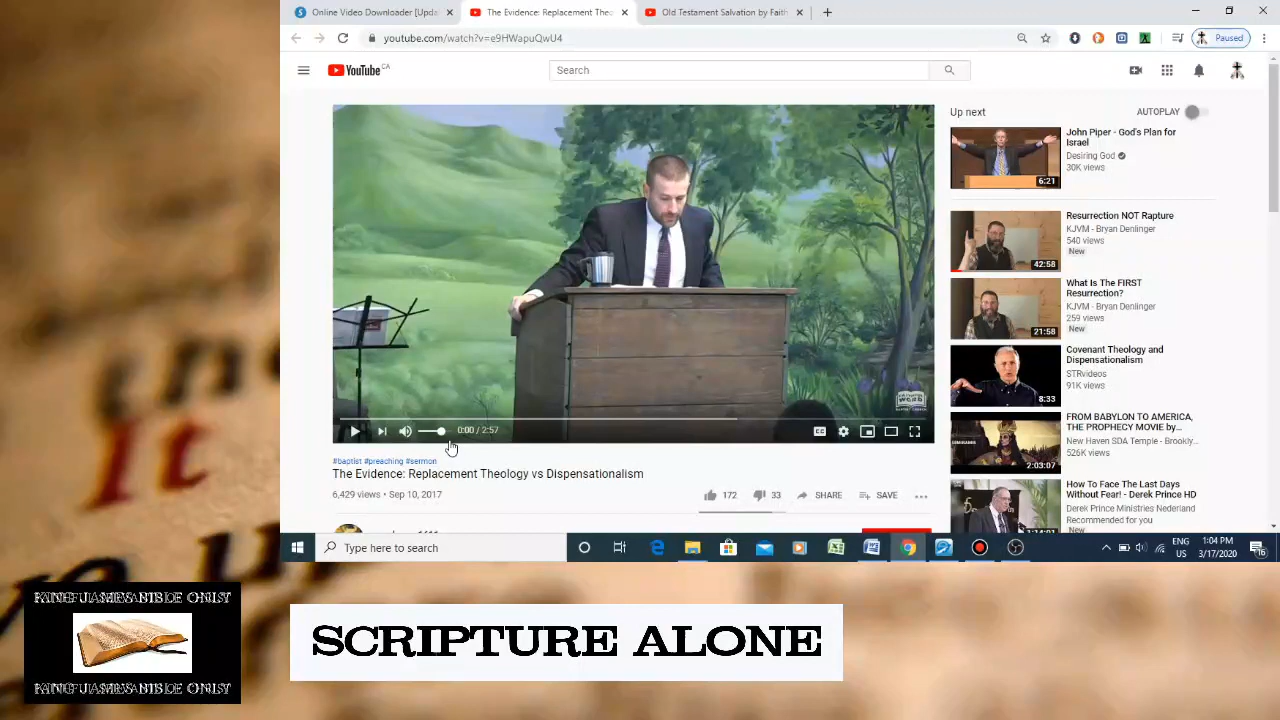 Online Video Downloader [Upda
The Evidence: Replacement Theo
Old Testament Salvation by Faith
youtube.com/watch?v=e9HWapuQwU4
Paused
YouTube CA
Search
Up next
AUTOPLAY
John Piper - God's Plan for
Israel
Desiring God
30K views
6:21
Resurrection NOT Rapture
KJVM - Bryan Denlinger
540 views
New
42:58
What Is The FIRST
Resurrection?
KJVM - Bryan Denlinger
259 views
New
21:58
Covenant Theology and
Dispensationalism
STRvideos
91K views
8:33
FROM BABYLON TO AMERICA,
THE PROPHECY MOVIE by...
New Haven SDA Temple - Brookly...
526K views
2:03:07
How To Face The Last Days
Without Fear! - Derek Prince HD
Derek Prince Ministries Nederland
Recommended for you
0:00 / 2:57
#baptist #preaching #sermon
The Evidence: Replacement Theology vs Dispensationalism
6,429 views • Sep 10, 2017
172
33
SHARE
SAVE
Type here to search
ENG
US
1:04 PM
3/17/2020
16
It
SCRIPTURE ALONE